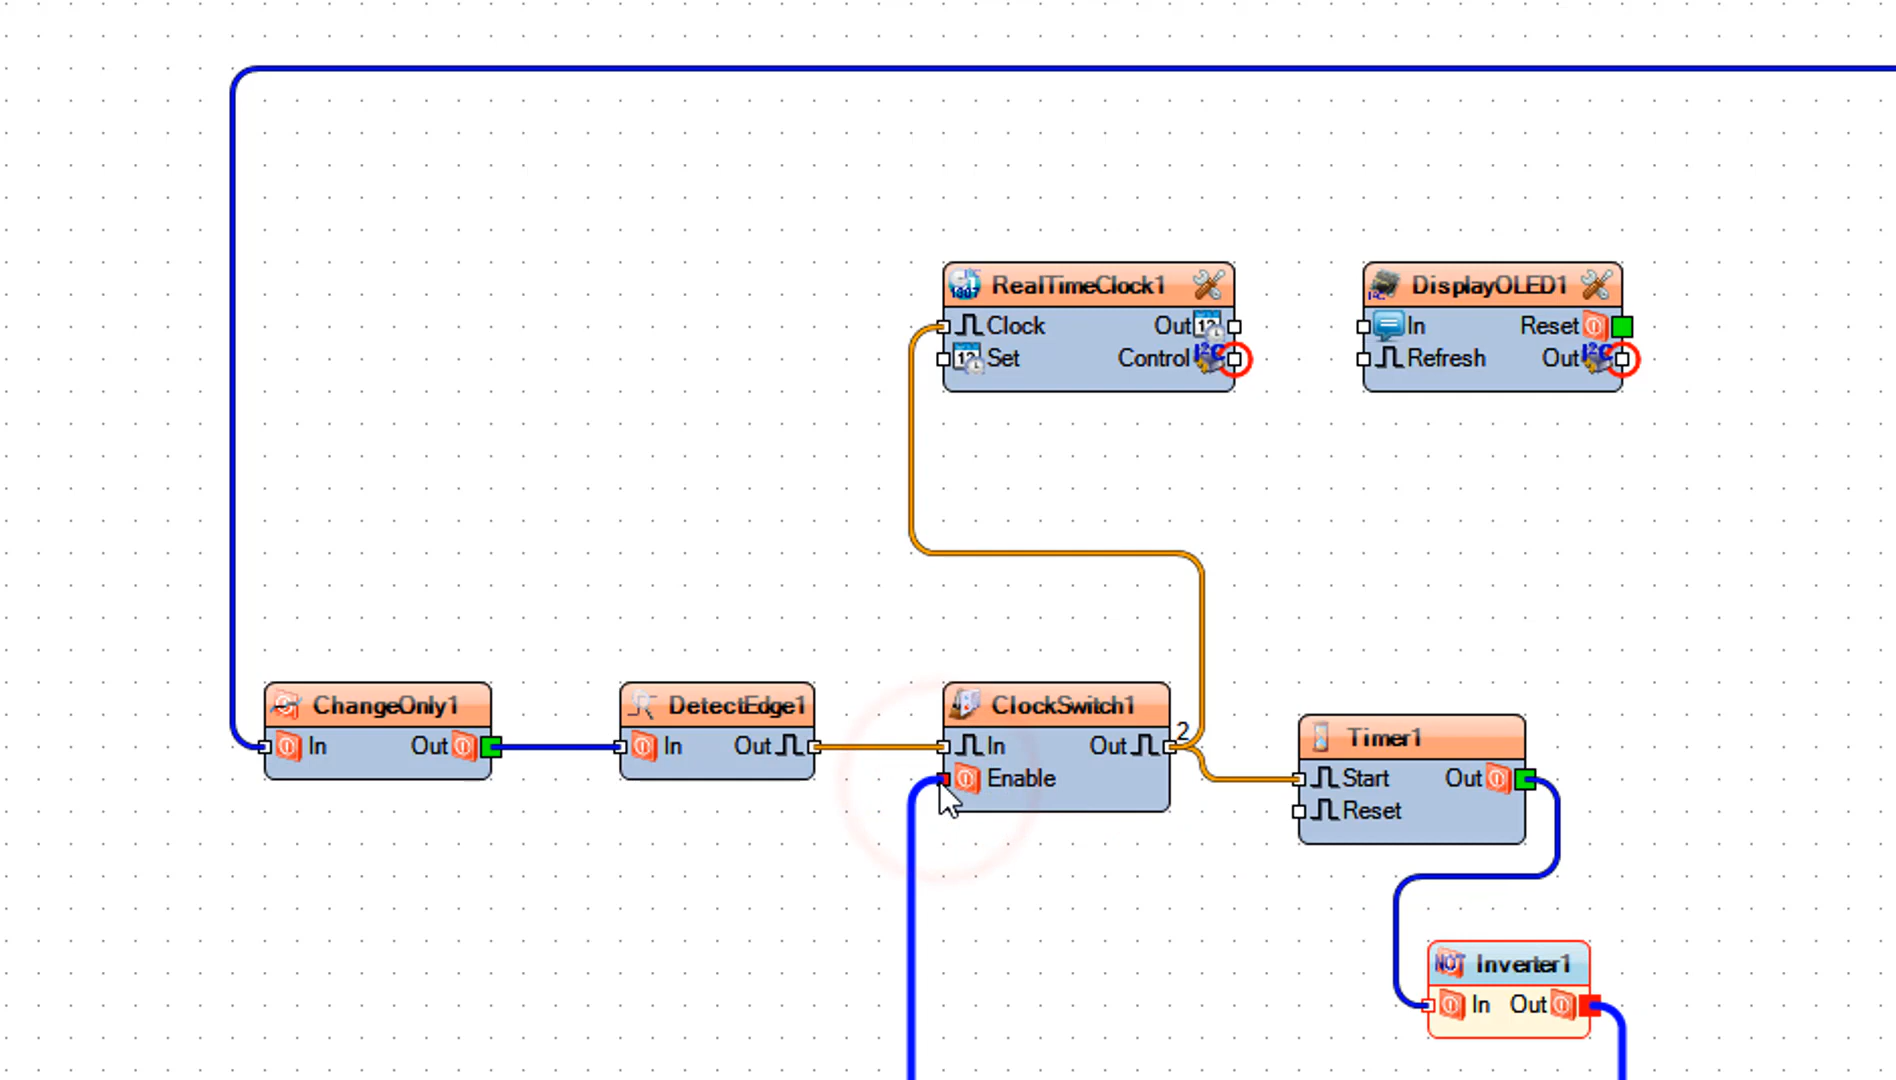 RealTimeClock1
Clock Out
Set Control
DisplayOLED1
In Reset
Refresh Out
ChangeOnly1
In Out
DetectEdge1
In Out
ClockSwitch1
In Out
Enable
2
Timer1
Start Out
Reset
Inverter1
In Out